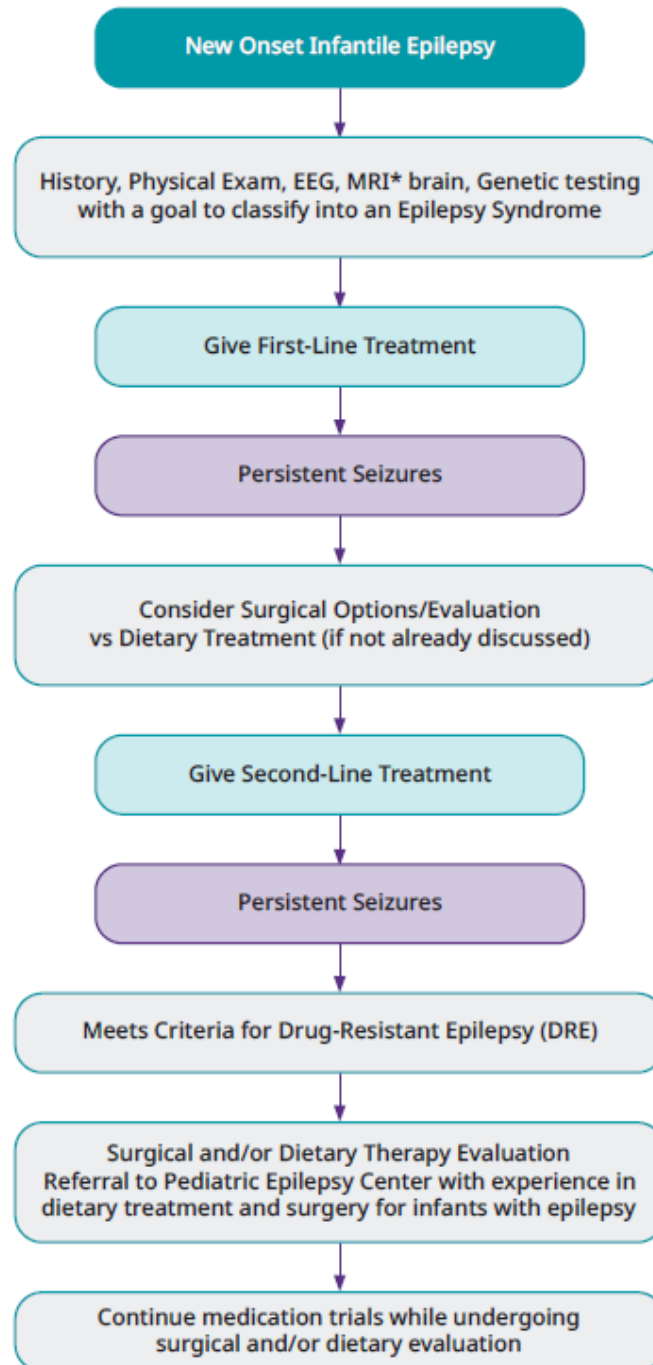 New Onset Infantile Epilepsy
History, Physical Exam, EEG, MRI* brain, Genetic testing
with a goal to classify into an Epilepsy Syndrome
Give First-Line Treatment
Persistent Seizures
Consider Surgical Options/Evaluation
vs Dietary Treatment (if not already discussed)
Give Second-Line Treatment
Persistent Seizures
Meets Criteria for Drug-Resistant Epilepsy (DRE)
Surgical and/or Dietary Therapy Evaluation
Referral to Pediatric Epilepsy Center with experience in
dietary treatment and surgery for infants with epilepsy
Continue medication trials while undergoing
surgical and/or dietary evaluation